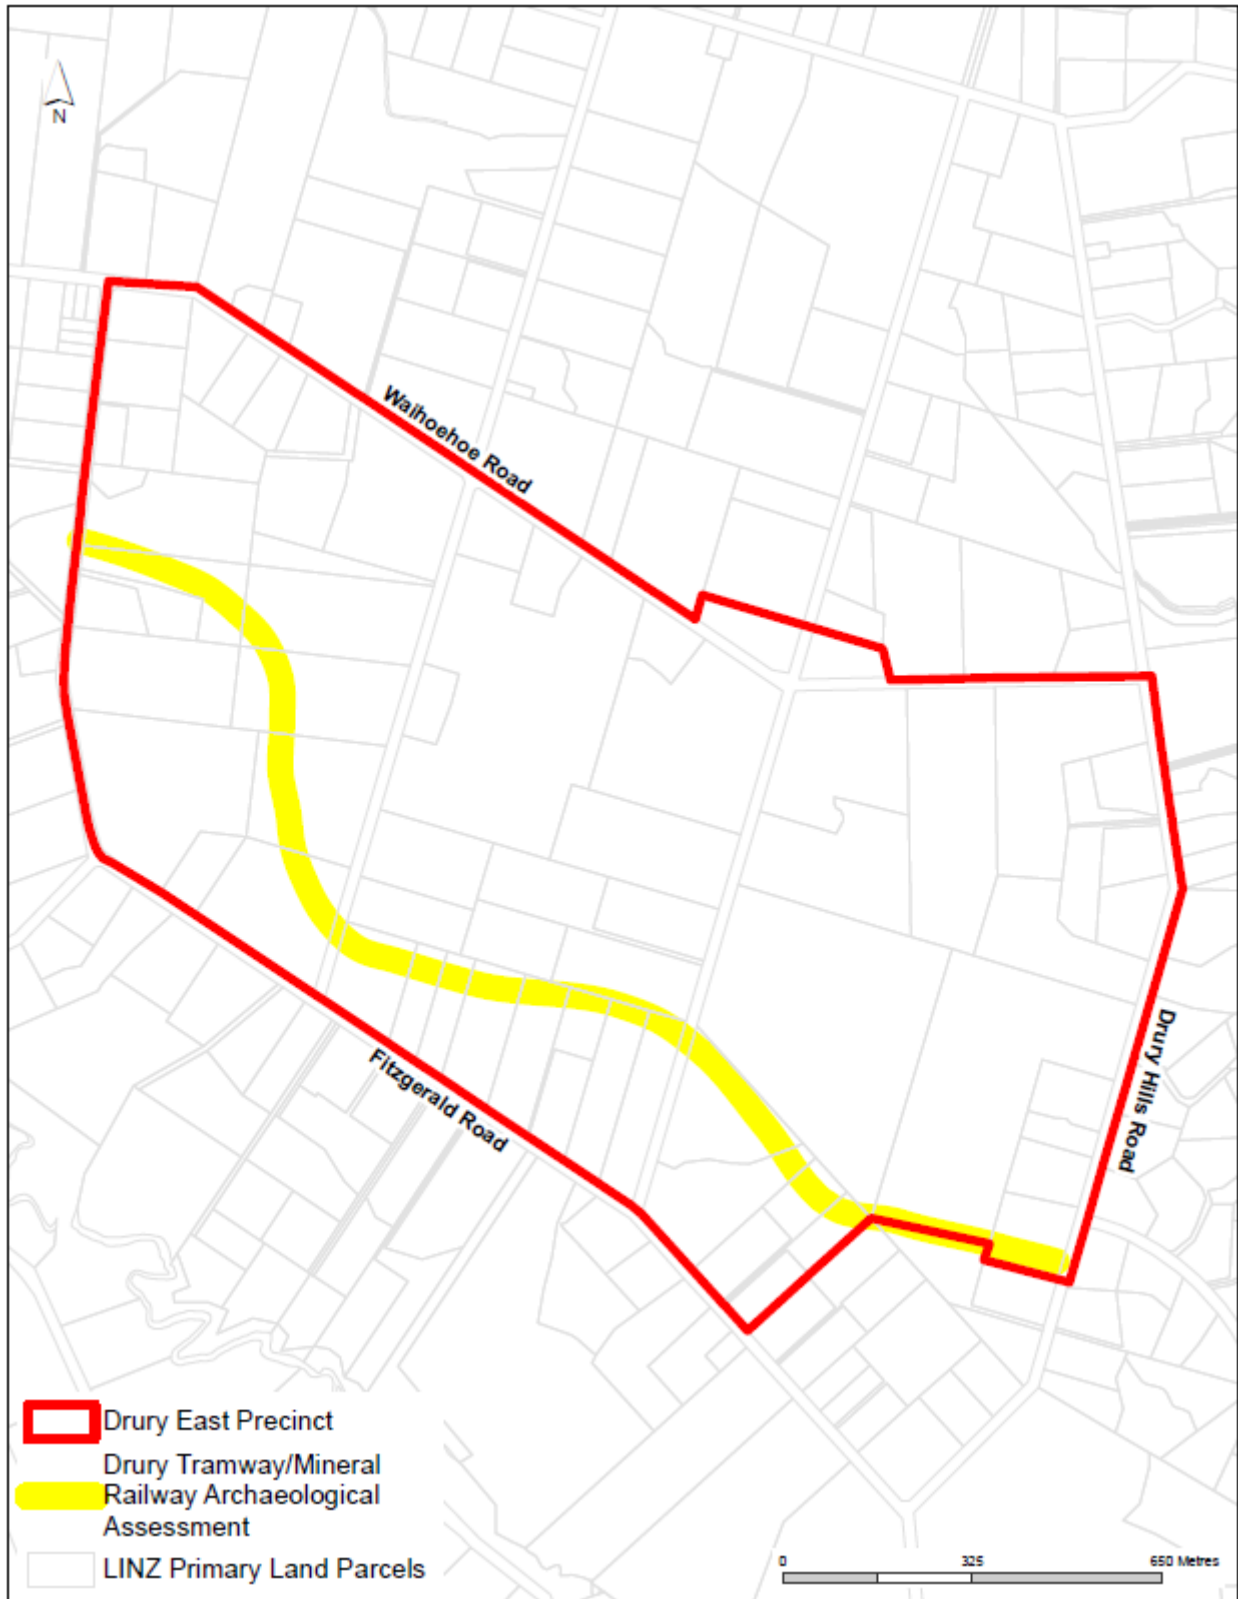 N
Waihoehoe Road
Drury Hills Road
Fitzgerald Road
Drury East Precinct
Drury Tramway/Mineral
Railway Archaeological
Assessment
LINZ Primary Land Parcels
0 325 650 Metres